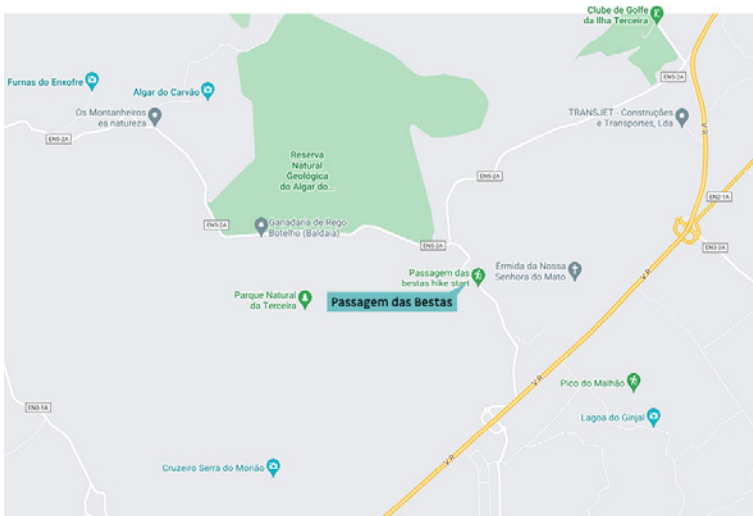 Clube de Golfe
da Ilha Terceira
EN5-2A
Furnas do Enxofre
Algar do Carvão
Os Montanheiros
ea natureza
TRANSJET - Construções
e Transportes, Lda
V.R.
EN5-2A
EN5-2A
Reserva
Natural
Geológica
do Algar do...
EN5-2A
EN2-1A
EN5-2A
Ganadaria de Rego
Botelho (Baldaia)
EN5-2A
EN3-2A
Passagem das
bestas hike start
Ermida da Nossa
Senhora do Mato
V.R.
Parque Natural
da Terceira
Passagem das Bestas
V.R.
Pico do Malhão
EN3-1A
Lagoa do Ginjal
V.R.
Cruzeiro Serra do Morião